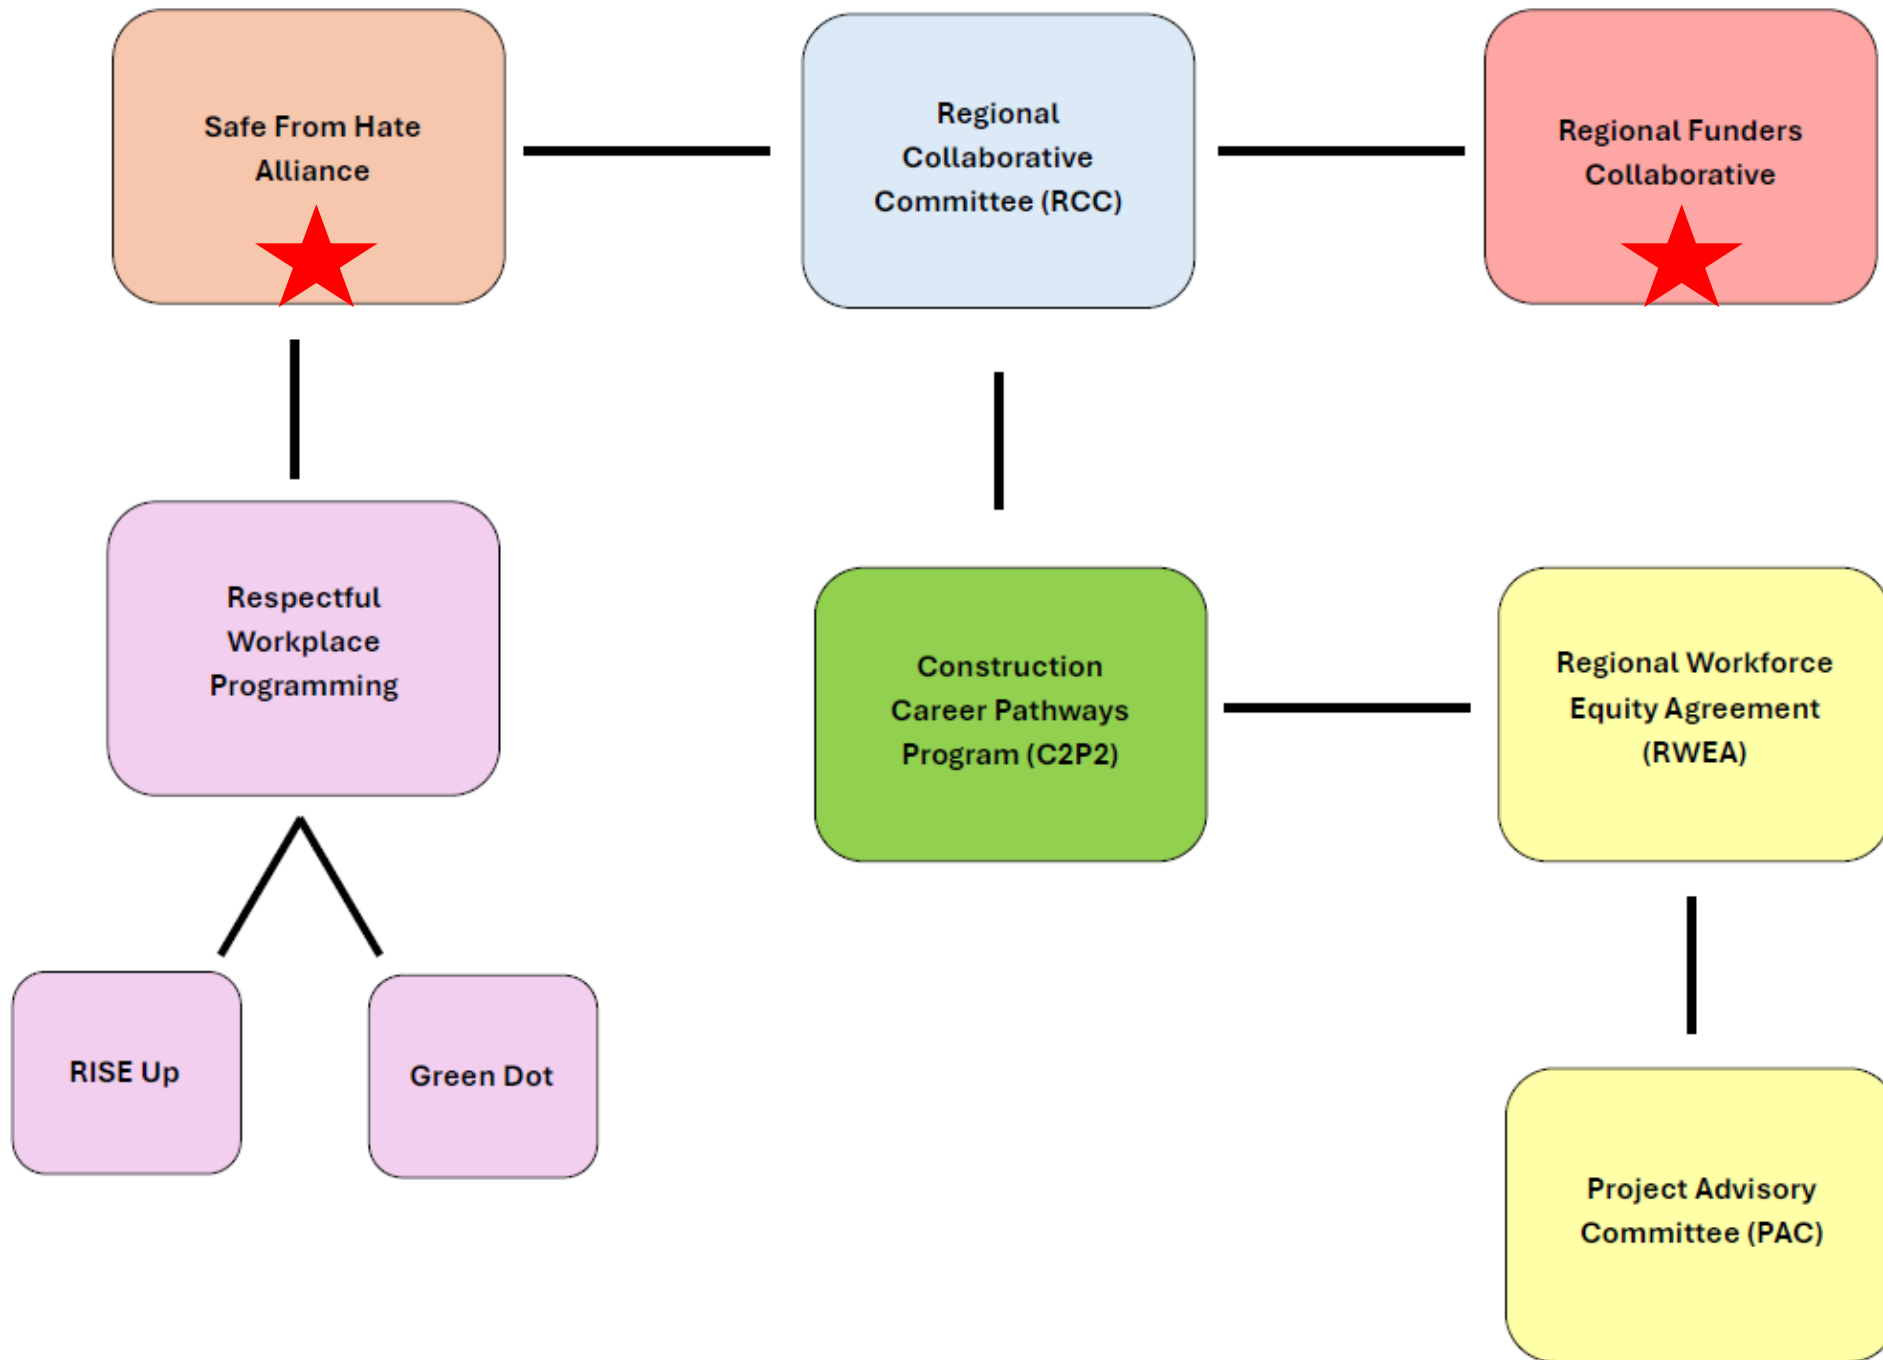 Safe From Hate
Alliance
Regional
Collaborative
Committee (RCC)
Regional Funders
Collaborative
Respectful
Workplace
Programming
Construction
Career Pathways
Program (C2P2)
Regional Workforce
Equity Agreement
(RWEA)
RISE Up
Green Dot
Project Advisory
Committee (PAC)